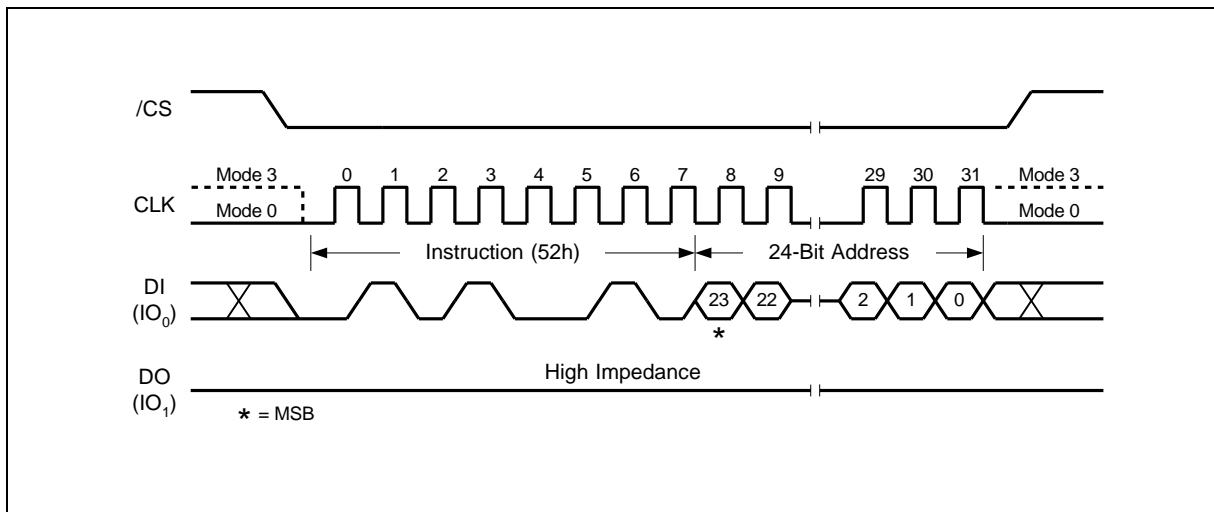 /CS
Mode 3 0 1 2 3 4 5 6 7 8 9 29 30 31 Mode 3
CLK
Mode 0 Mode 0
Instruction (52h) 24-Bit Address
DI
(IO0)
23 22 2 1 0
*
DO
(IO1)
High Impedance
* = MSB